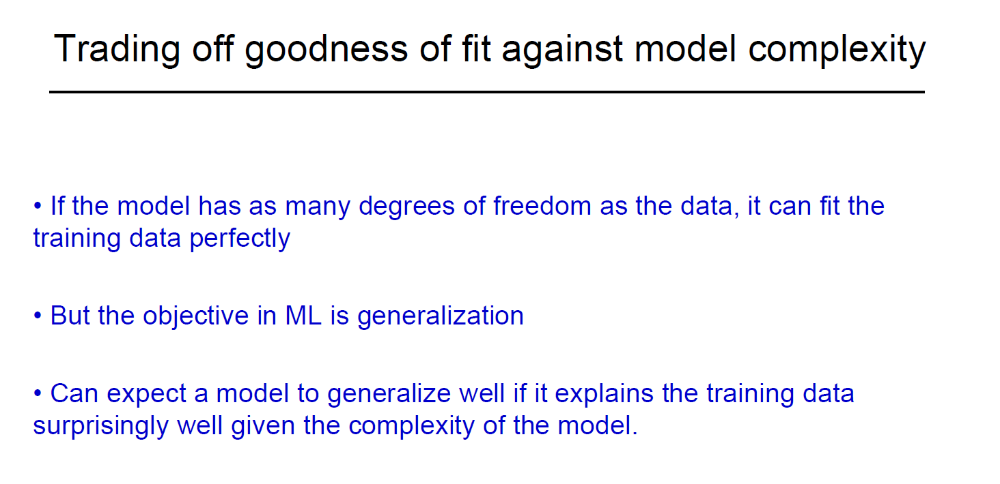 Trading off goodness of fit against model complexity
• If the model has as many degrees of freedom as the data, it can fit the
training data perfectly
• But the objective in ML is generalization
• Can expect a model to generalize well if it explains the training data
surprisingly well given the complexity of the model.